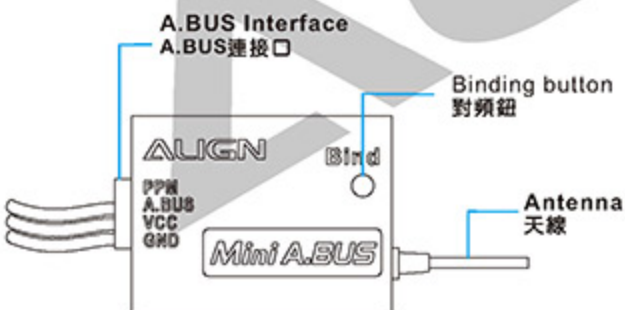 A.BUS Interface
A.BUS連接口
Binding button
對頻鈕
ALIGN
Bind
PPM
A.BUS
VCC
GND
Antenna
天線
Mini A.BUS